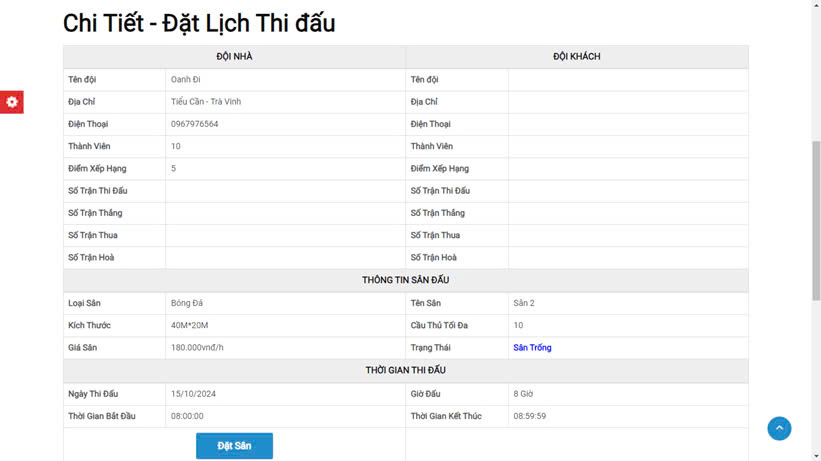 Chi Tiết - Đặt Lịch Thi đấu
ĐỘI NHÀ ĐỘI KHÁCH
Tên đội Oanh Đi Tên đội
Địa Chỉ Tiểu Cần - Trà Vinh Địa Chỉ
Điện Thoại 0967976564 Điện Thoại
Thành Viên 10 Thành Viên
Điểm Xếp Hạng 5 Điểm Xếp Hạng
Số Trận Thi Đấu Số Trận Thi Đấu
Số Trận Thắng Số Trận Thắng
Số Trận Thua Số Trận Thua
Số Trận Hoà Số Trận Hoà
THÔNG TIN SÂN ĐẤU
Loại Sân Bóng Đá Tên Sân Sân 2
Kích Thước 40M*20M Cầu Thủ Tối Đa 10
Giá Sân 180.000vnđ/h Trạng Thái Sân Trống
THỜI GIAN THI ĐẤU
Ngày Thi Đấu 15/10/2024 Giờ Đấu 8 Giờ
Thời Gian Bắt Đầu 08:00:00 Thời Gian Kết Thúc 08:59:59
Đặt Sân